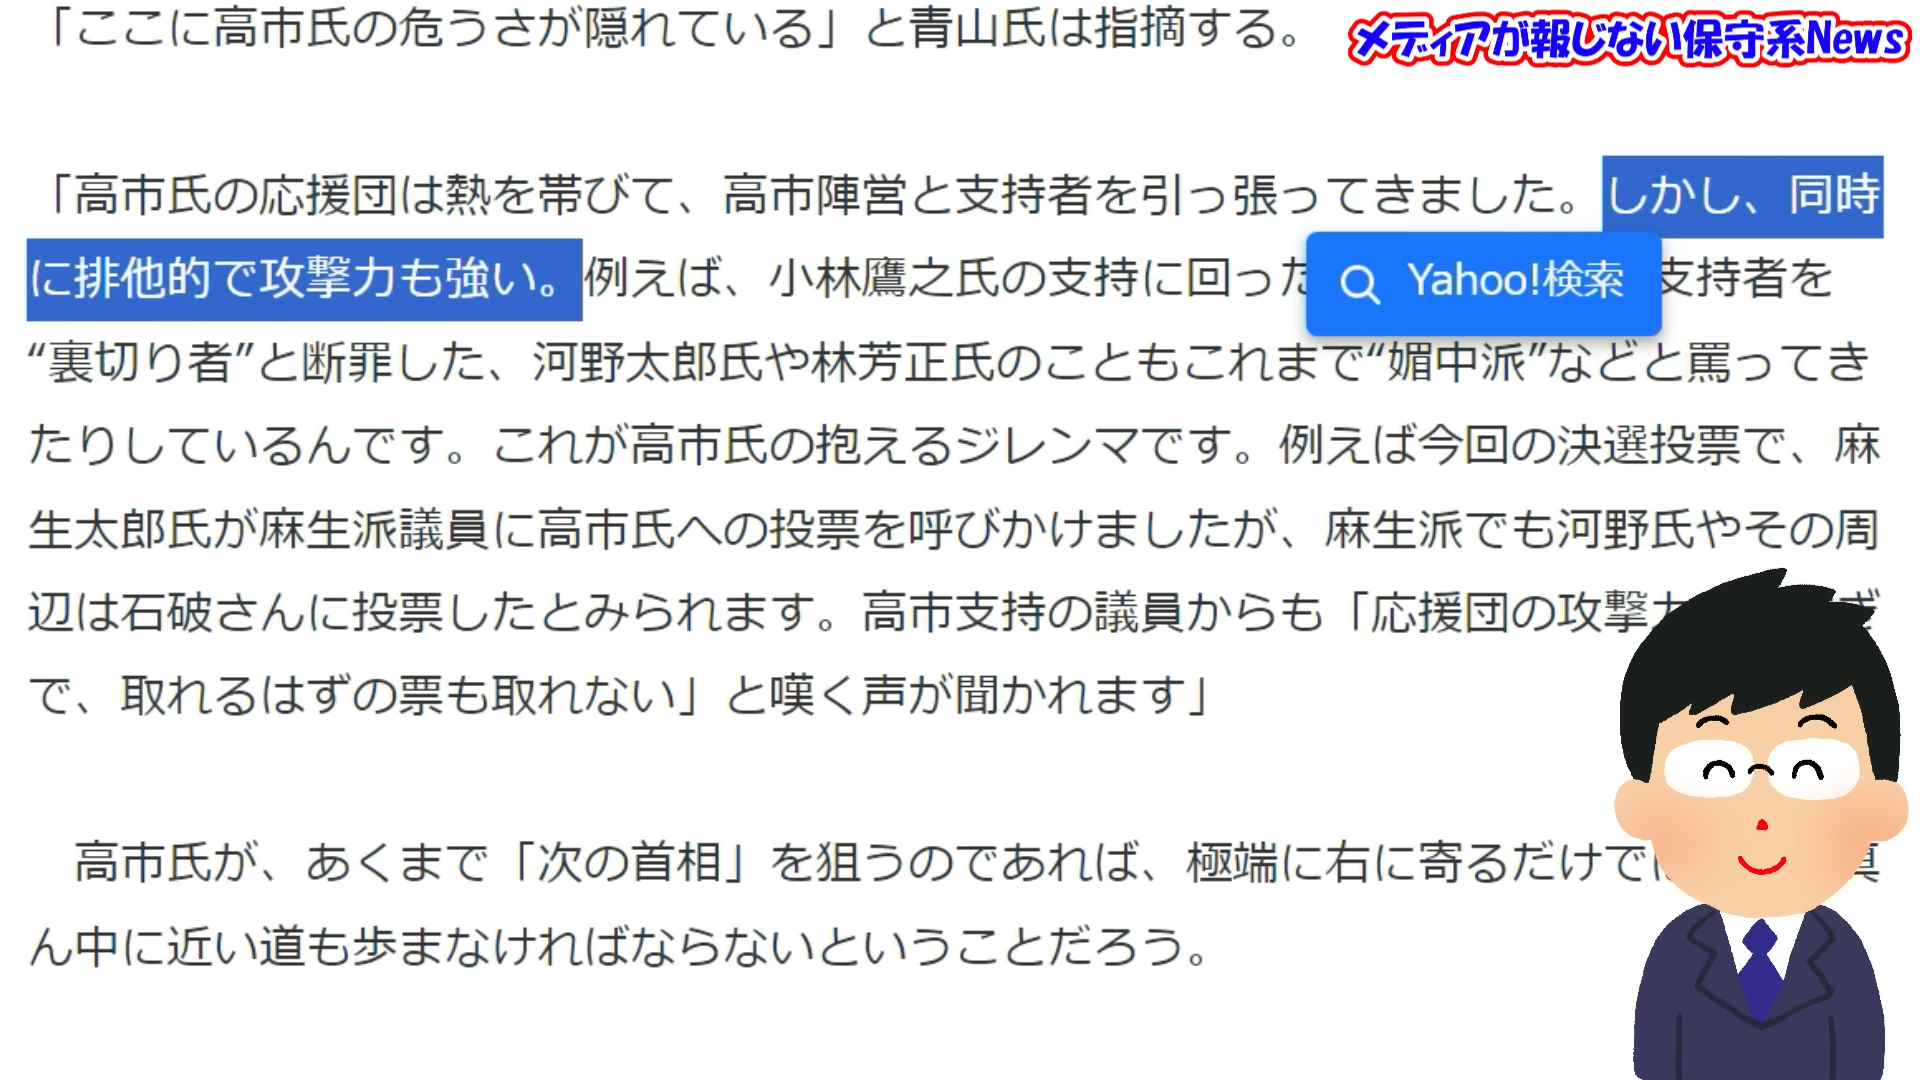 「ここに高市氏の危うさが隠れている」と青山氏は指摘する。
メディアが報じない保守系News
「高市氏の応援団は熱を帯びて、高市陣営と支持者を引っ張ってきました。しかし、同時
に排他的で攻撃力も強い。例えば、小林鷹之氏の支持に回った
Yahoo!検索
支持者を
“裏切り者”と断罪した、河野太郎氏や林芳正氏のこともこれまで“媚中派”などと罵ってき
たりしているんです。これが高市氏の抱えるジレンマです。例えば今回の決選投票で、麻
生太郎氏が麻生派議員に高市氏への投票を呼びかけましたが、麻生派でも河野氏やその周
辺は石破さんに投票したとみられます。高市支持の議員からも「応援団の攻撃
で、取れるはずの票も取れない」と嘆く声が聞かれます」
高市氏が、あくまで「次の首相」を狙うのであれば、極端に右に寄るだけで
ん中に近い道も歩まなければならないということだろう。